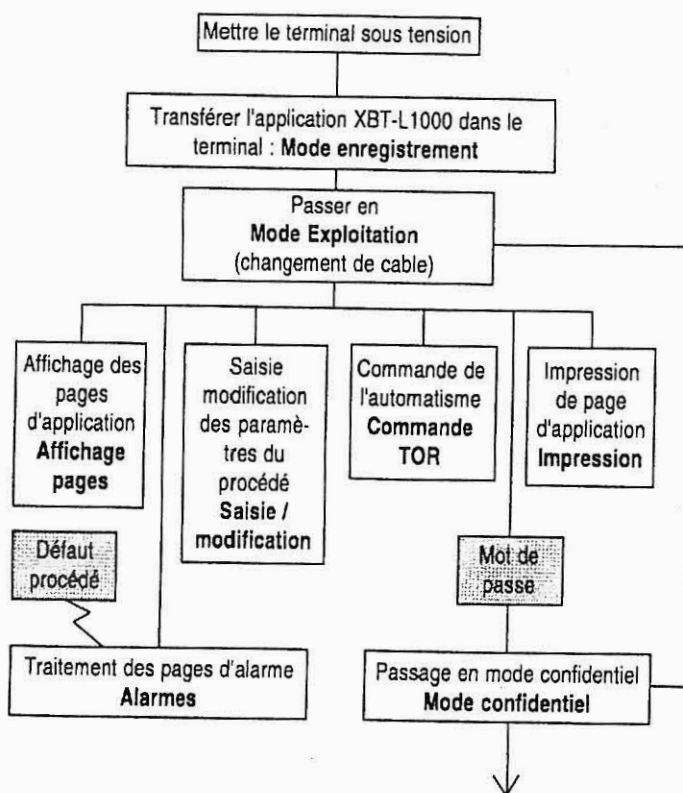 Mettre le terminal sous tension
Transférer l'application XBT-L1000 dans le
terminal : Mode enregistrement
Passer en
Mode Exploitation
(changement de cable)
Affichage des
pages
d'application
Affichage
pages
Saisie
modification
des paramè-
tres du
procédé
Saisie /
modification
Commande de
l'automatisme
Commande
TOR
Impression
de page
d'application
Impression
Défaut
procédé
Mot de
passe
Traitement des pages d'alarme
Alarmes
Passage en mode confidentiel
Mode confidentiel